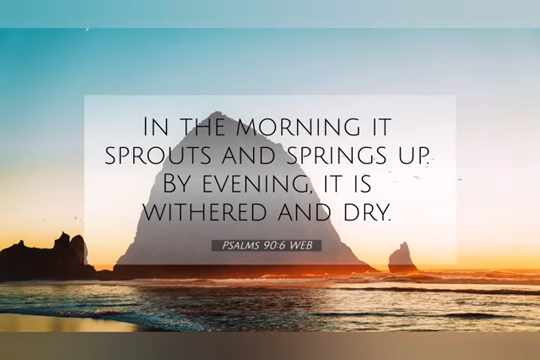 In the morning it
sprouts and springs up.
By evening, it is
withered and dry.
Psalms 90:6 WEB